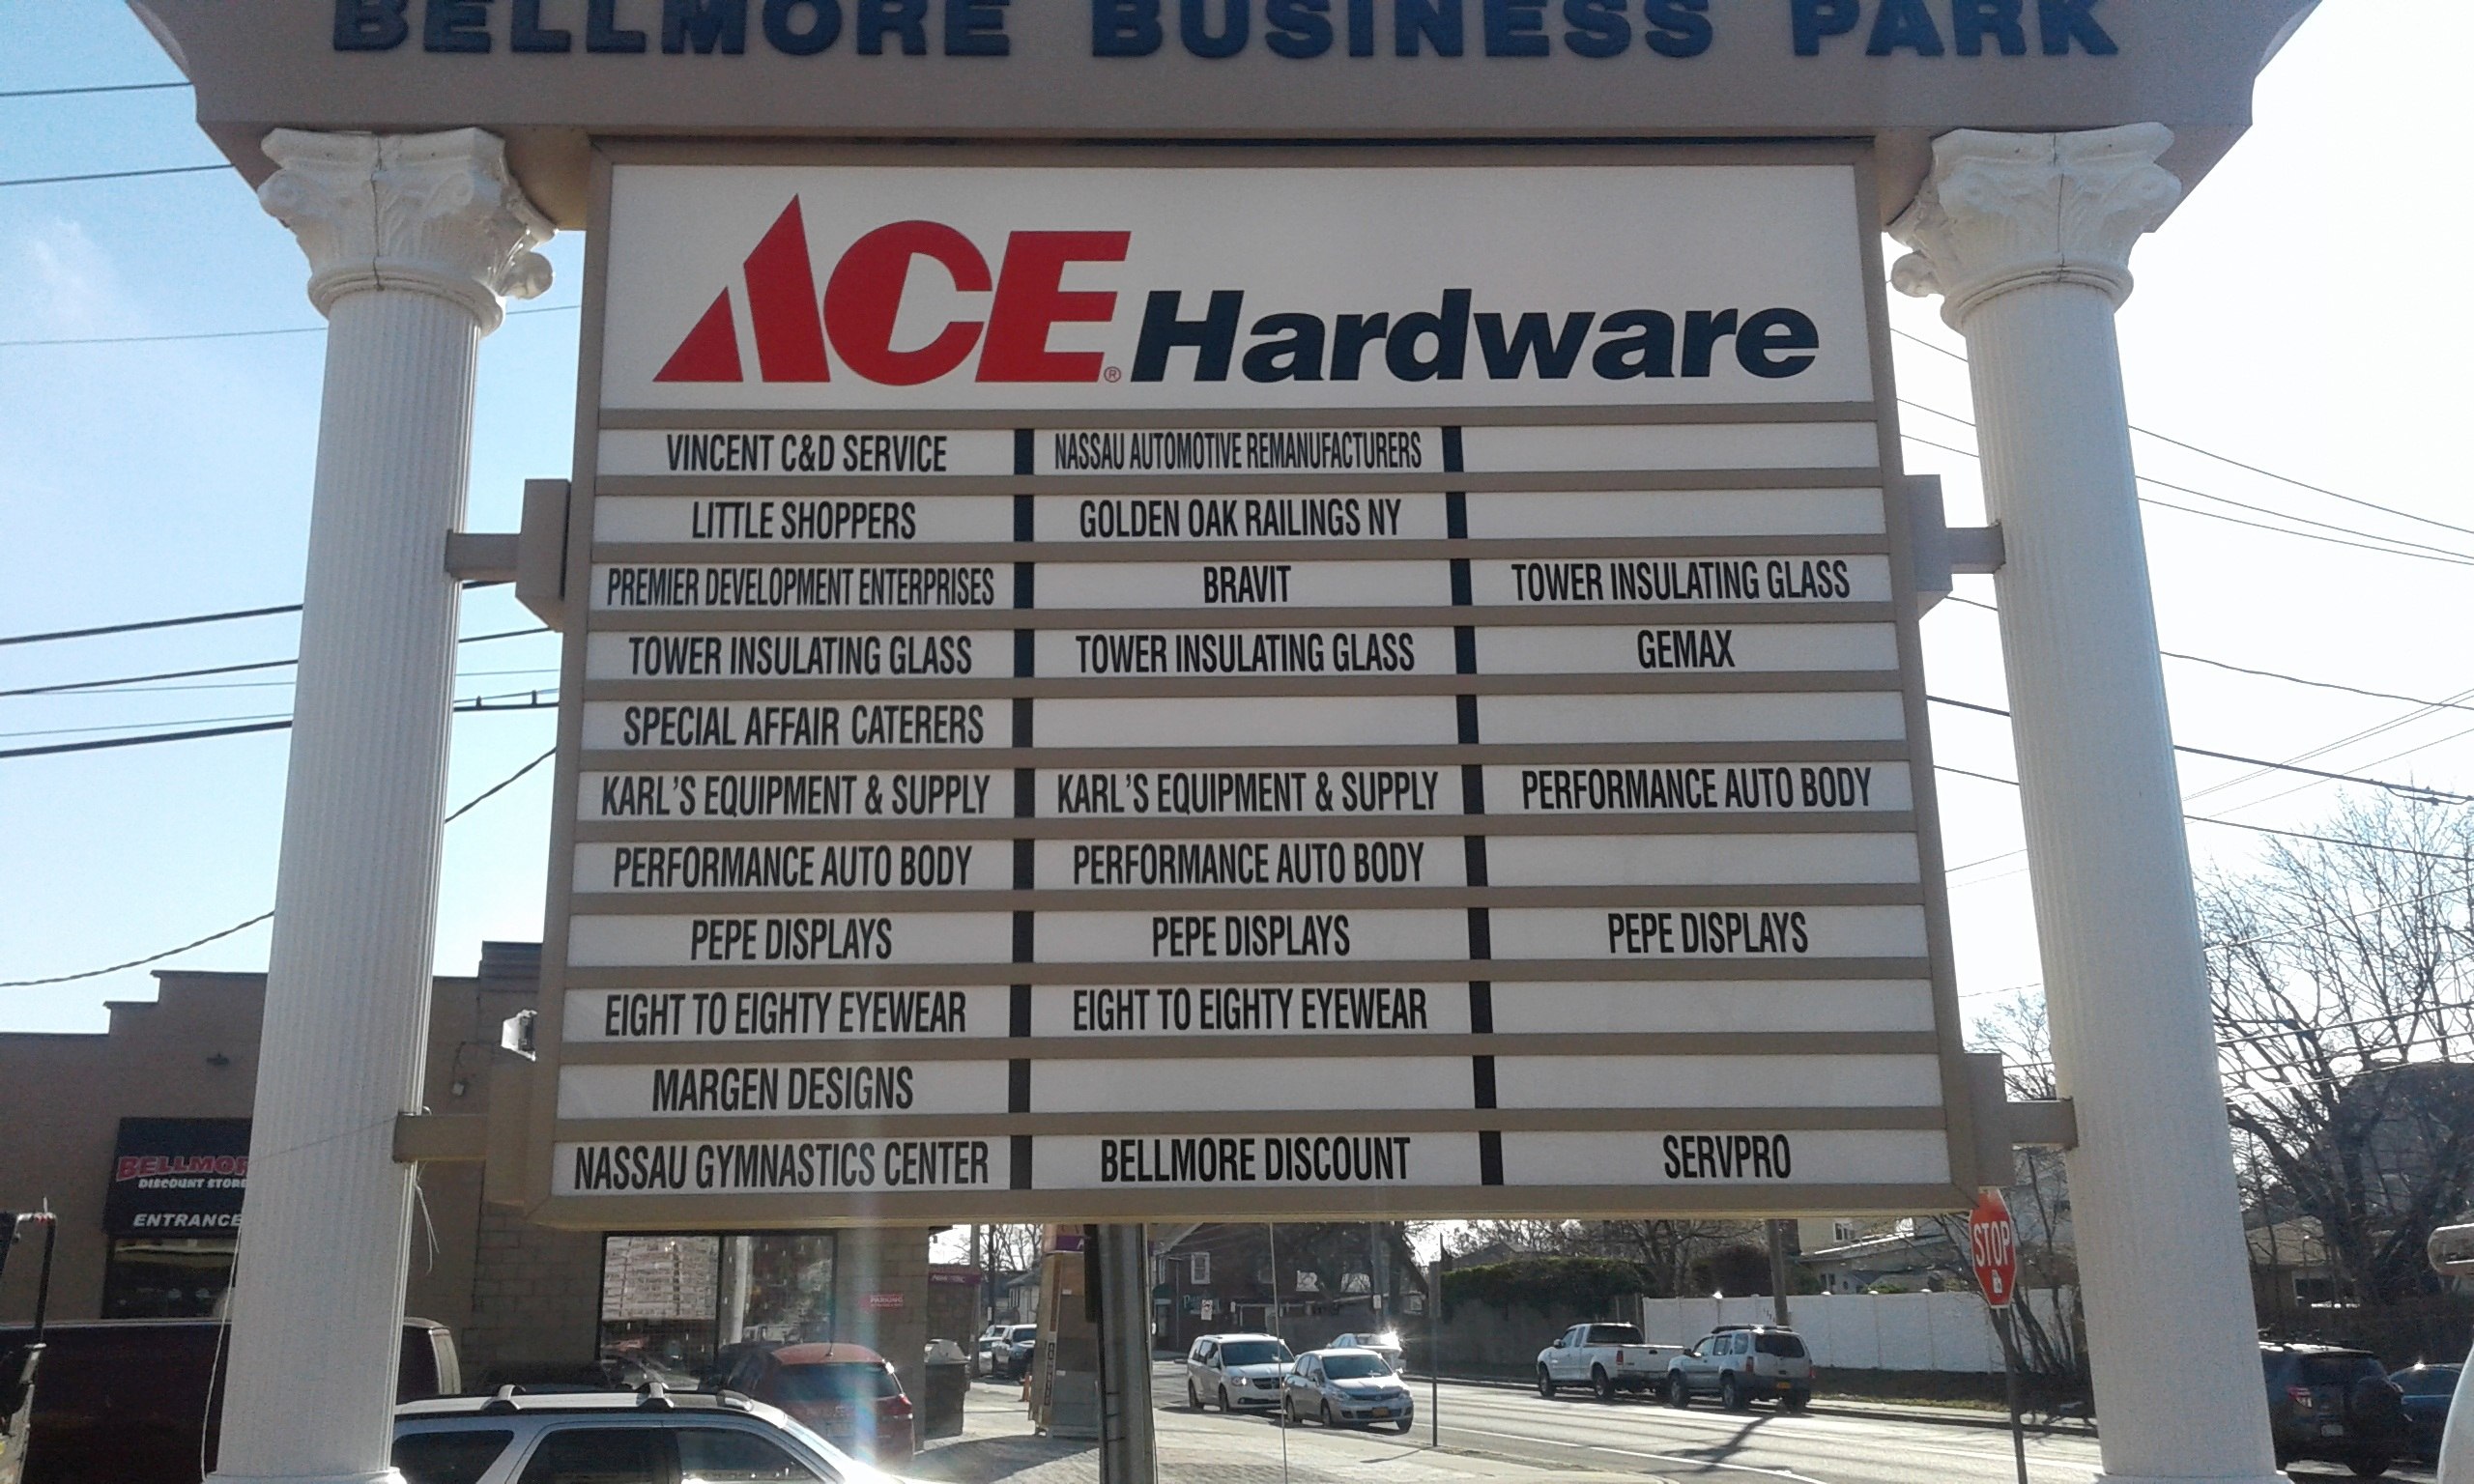 BELLMORE BUSINESS PARK
ACE® Hardware
VINCENT C&D SERVICE NASSAU AUTOMOTIVE REMANUFACTURERS
LITTLE SHOPPERS GOLDEN OAK RAILINGS NY
PREMIER DEVELOPMENT ENTERPRISES BRAVIT TOWER INSULATING GLASS
TOWER INSULATING GLASS TOWER INSULATING GLASS GEMAX
SPECIAL AFFAIR CATERERS
KARL'S EQUIPMENT & SUPPLY KARL'S EQUIPMENT & SUPPLY PERFORMANCE AUTO BODY
PERFORMANCE AUTO BODY PERFORMANCE AUTO BODY
PEPE DISPLAYS PEPE DISPLAYS PEPE DISPLAYS
EIGHT TO EIGHTY EYEWEAR EIGHT TO EIGHTY EYEWEAR
MARGEN DESIGNS
NASSAU GYMNASTICS CENTER BELLMORE DISCOUNT SERVPRO
BELLMOR
DISCOUNT STORE
ENTRANCE
STOP
PARKING